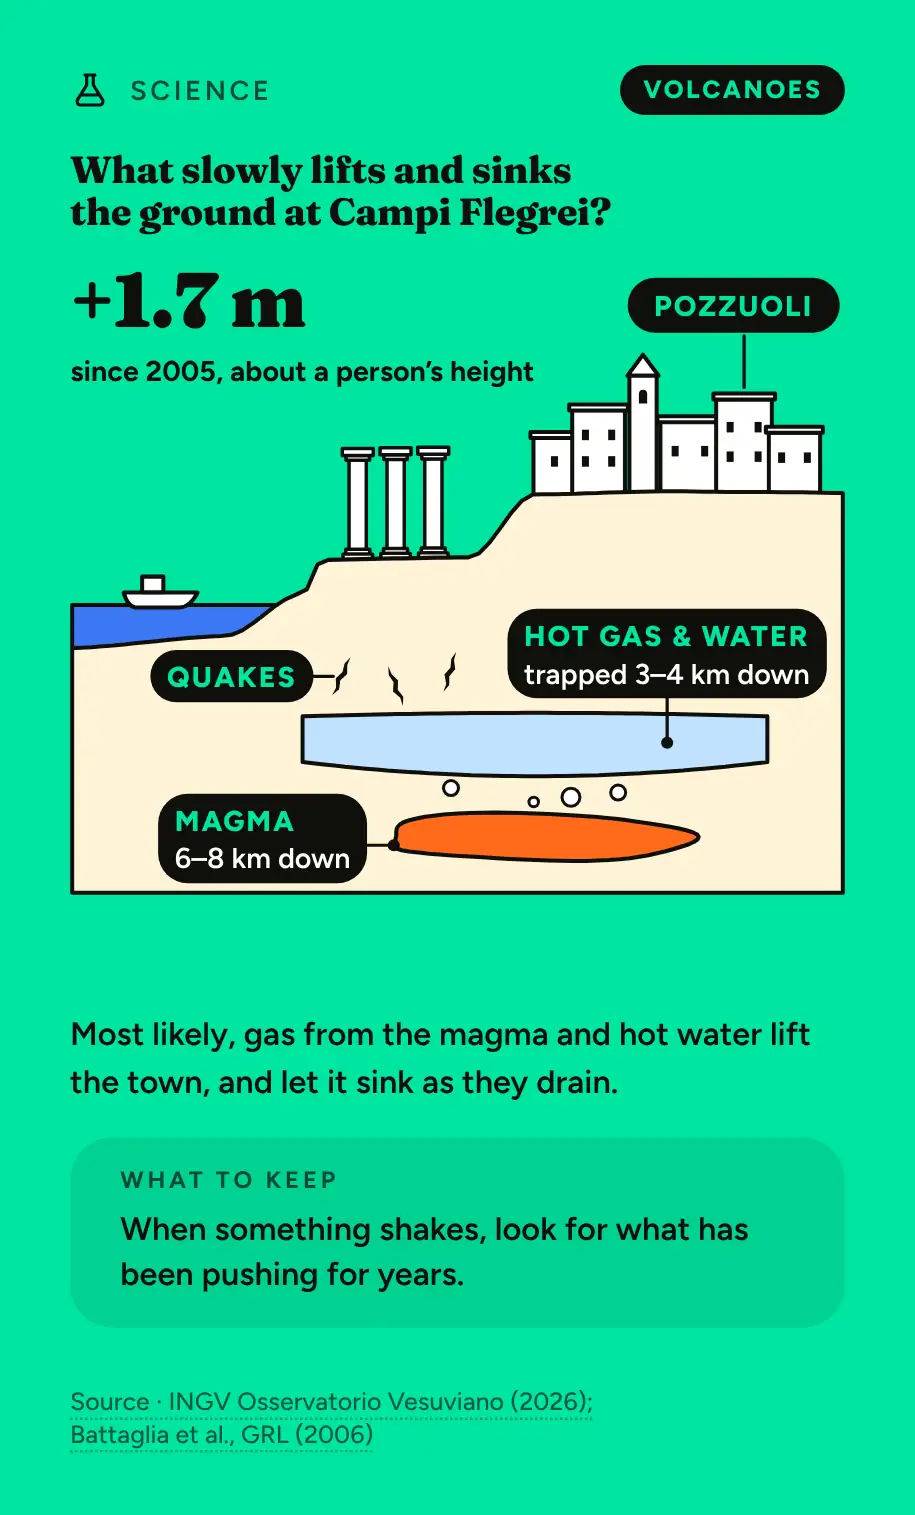 SCIENCE
VOLCANOES
What slowly lifts and sinks
the ground at Campi Flegrei?
+1.7 m
since 2005, about a person’s height
POZZUOLI
HOT GAS & WATER
trapped 3–4 km down
QUAKES
MAGMA
6–8 km down
Most likely, gas from the magma and hot water lift
the town, and let it sink as they drain.
WHAT TO KEEP
When something shakes, look for what has
been pushing for years.
Source · INGV Osservatorio Vesuviano (2026);
Battaglia et al., GRL (2006)